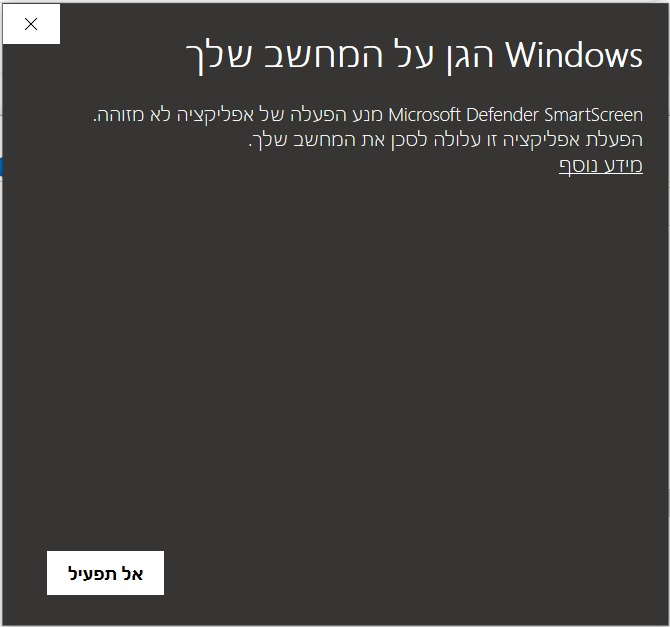 Windows הגן על המחשב שלך
Microsoft Defender SmartScreen מנע הפעלה של אפליקציה לא מזוהה.
הפעלת אפליקציה זו עלולה לסכן את המחשב שלך.
מידע נוסף
אל תפעיל